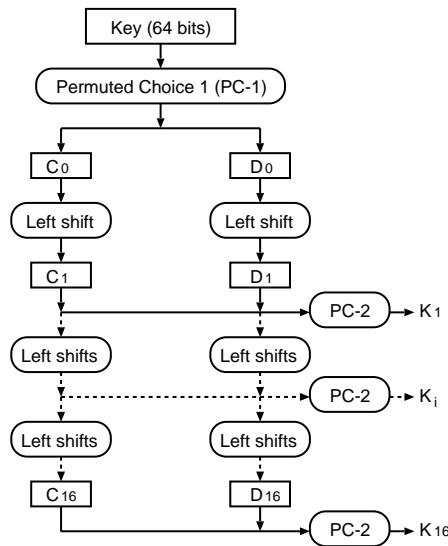 Key (64 bits)
Permuted Choice 1 (PC-1)
C0 D0
Left shift Left shift
C1 D1
PC-2 K1
Left shifts Left shifts
PC-2 Ki
Left shifts Left shifts
C16 D16
PC-2 K16